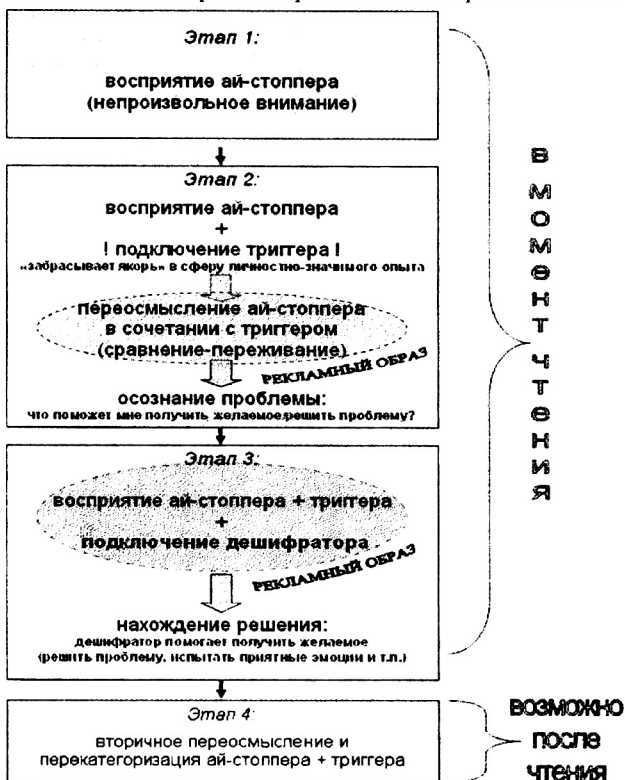 Этап 1:
восприятие ай-стоппера
(непроизвольное внимание)
Этап 2:
восприятие ай-стоппера
+
! подключение триггера !
«забрасывает якорь» в сферу личностно-значимого опыта
переосмысление ай-стоппера
в сочетании с триггером
(сравнение-переживание)
РЕКЛАМНЫЙ ОБРАЗ
осознание проблемы:
что поможет мне получить желаемое/решить проблему?
Этап 3:
восприятие ай-стоппера + триггера
+
подключение дешифратора
РЕКЛАМНЫЙ ОБРАЗ
нахождение решения:
дешифратор помогает получить желаемое
(решить проблему, испытать приятные эмоции и т.п.)
Этап 4:
вторичное переосмысление и
перекатегоризация ай-стоппера + триггера
в момент чтения
возможно
после
чтения